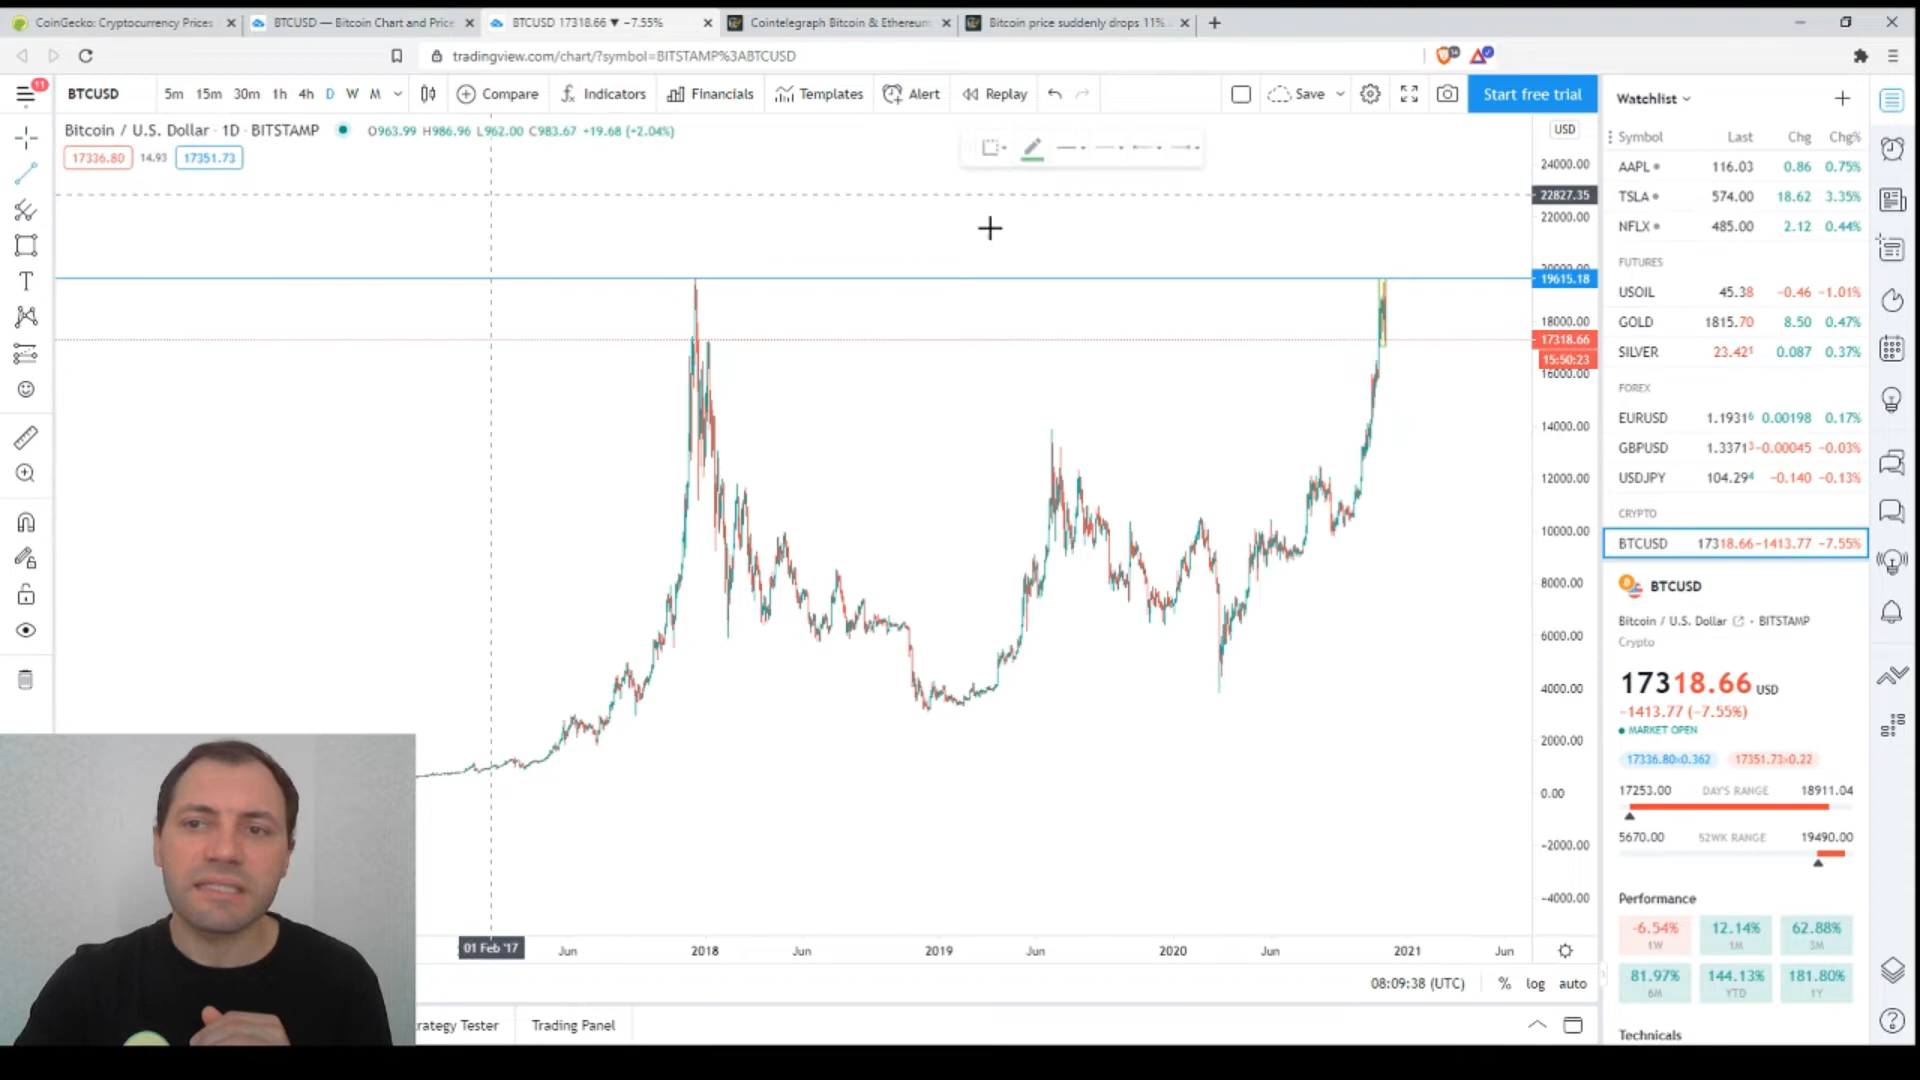 CoinGecko: Cryptocurrency Prices
BTCUSD — Bitcoin Chart and Price
BTCUSD 17318.66 ▼ −7.55%
Cointelegraph Bitcoin & Ethereum
Bitcoin price suddenly drops 11%
tradingview.com/chart/?symbol=BITSTAMP%3ABTCUSD
11
BTCUSD 5m 15m 30m 1h 4h D W M Compare Indicators Financials Templates Alert Replay Save Start free trial
Bitcoin / U.S. Dollar · 1D · BITSTAMP O963.99 H986.96 L962.00 C983.67 +19.68 (+2.04%)
17336.80 14.93 17351.73
USD
24000.00
22827.35
22000.00
20000.00
19615.18
18000.00
17318.66
15:50:23
16000.00
14000.00
12000.00
10000.00
8000.00
6000.00
4000.00
2000.00
0.00
−2000.00
−4000.00
01 Feb '17 Jun 2018 Jun 2019 Jun 2020 Jun 2021 Jun
08:09:38 (UTC) % log auto
rategy Tester Trading Panel
Watchlist
Symbol Last Chg Chg%
AAPL 116.03 0.86 0.75%
TSLA 574.00 18.62 3.35%
NFLX 485.00 2.12 0.44%
FUTURES
USOIL 45.38 −0.46 −1.01%
GOLD 1815.70 8.50 0.47%
SILVER 23.421 0.087 0.37%
FOREX
EURUSD 1.19316 0.00198 0.17%
GBPUSD 1.33713 −0.00045 −0.03%
USDJPY 104.294 −0.140 −0.13%
CRYPTO
BTCUSD 17318.66 −1413.77 −7.55%
BTCUSD
Bitcoin / U.S. Dollar · BITSTAMP
Crypto
17318.66 USD
−1413.77 (−7.55%)
MARKET OPEN
17336.80×0.362 17351.73×0.22
17253.00 DAY'S RANGE 18911.04
5670.00 52WK RANGE 19490.00
Performance
-6.54% 12.14% 62.88%
1W 1M 3M
81.97% 144.13% 181.80%
6M YTD 1Y
Technicals